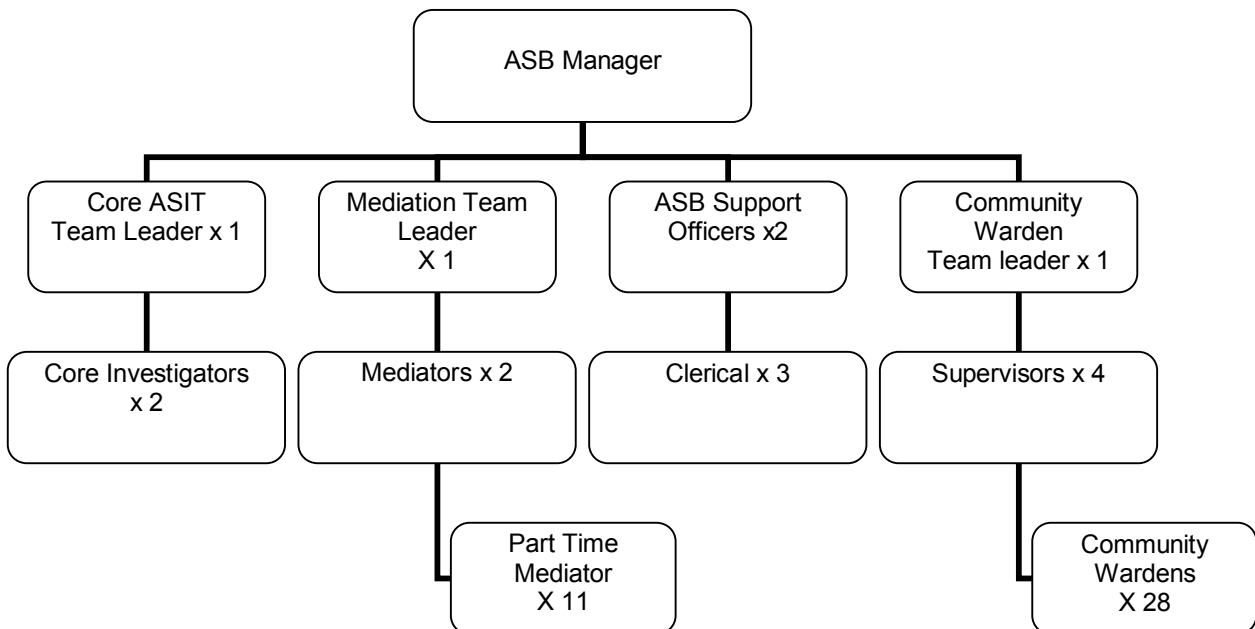 ASB Manager
Core ASIT
Team Leader x 1
Mediation Team
Leader
X 1
ASB Support
Officers x2
Community
Warden
Team leader x 1
Core Investigators
x 2
Mediators x 2
Clerical x 3
Supervisors x 4
Part Time
Mediator
X 11
Community
Wardens
X 28